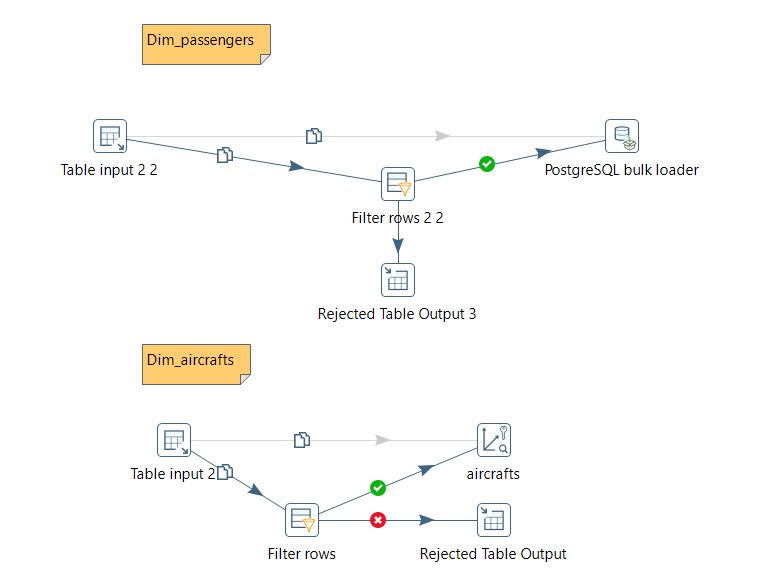 Dim_passengers
Table input 2 2
PostgreSQL bulk loader
Filter rows 2 2
Rejected Table Output 3
Dim_aircrafts
Table input 2
aircrafts
Filter rows
Rejected Table Output